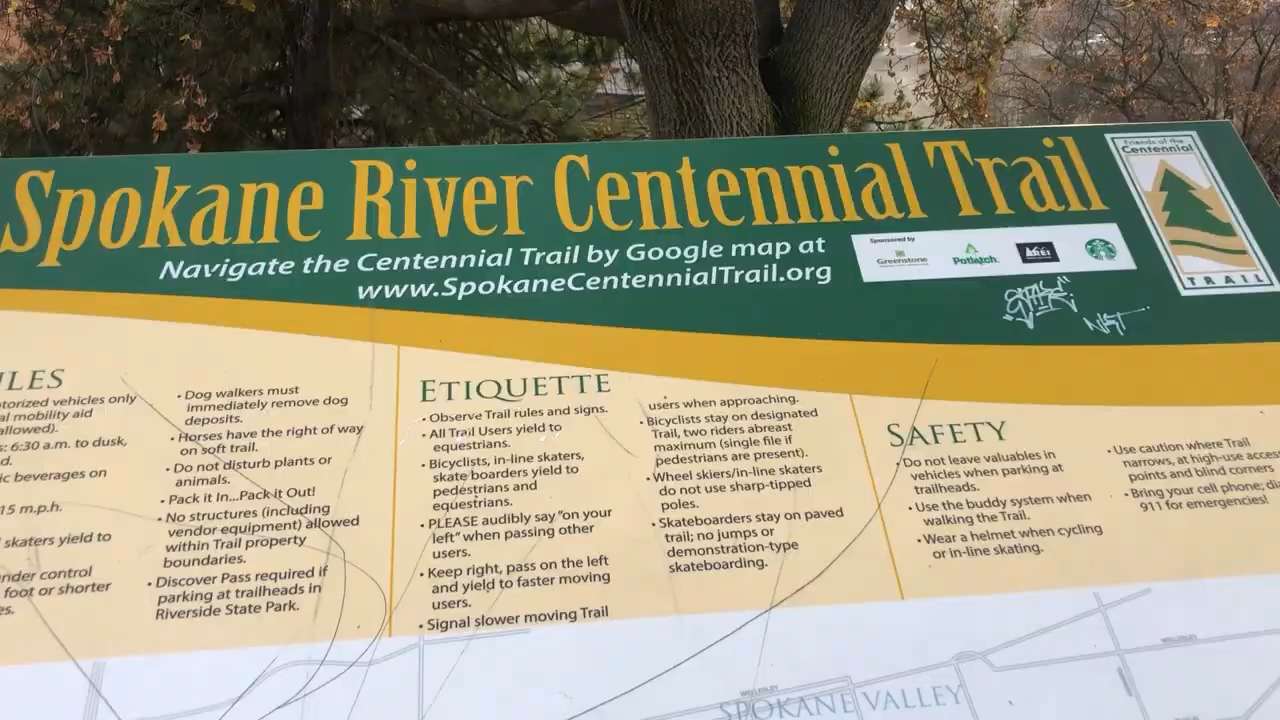 Spokane River Centennial Trail
Navigate the Centennial Trail by Google map at
www.SpokaneCentennialTrail.org
Sponsored by
Greenstone
Potlatch
REI
Friends of the
Centennial
TRAIL
vehicles only
mobility aid
allowed).
6:30 a.m. to dusk,
beverages on
15 m.p.h.
skaters yield to
under control
foot or shorter
• Dog walkers must
immediately remove dog
deposits.
• Horses have the right of way
on soft trail.
• Do not disturb plants or
animals.
• Pack it In...Pack it Out!
• No structures (including
vendor equipment) allowed
within Trail property
boundaries.
• Discover Pass required if
parking at trailheads in
Riverside State Park.
ETIQUETTE
• Observe Trail rules and signs.
• All Trail Users yield to
equestrians.
• Bicyclists, in-line skaters,
skate boarders yield to
pedestrians and
equestrians.
• PLEASE audibly say "on your
left" when passing other
users.
• Keep right, pass on the left
and yield to faster moving
users.
• Signal slower moving Trail
users when approaching.
• Bicyclists stay on designated
Trail, two riders abreast
maximum (single file if
pedestrians are present).
• Wheel skiers/in-line skaters
do not use sharp-tipped
poles.
• Skateboarders stay on paved
trail; no jumps or
demonstration-type
skateboarding.
SAFETY
• Do not leave valuables in
vehicles when parking at
trailheads.
• Use the buddy system when
walking the Trail.
• Wear a helmet when cycling
or in-line skating.
• Use caution where Trail
narrows, at high-use access
points and blind corners
• Bring your cell phone;
911 for emergencies!
WELLESLEY
SPOKANE VALLEY